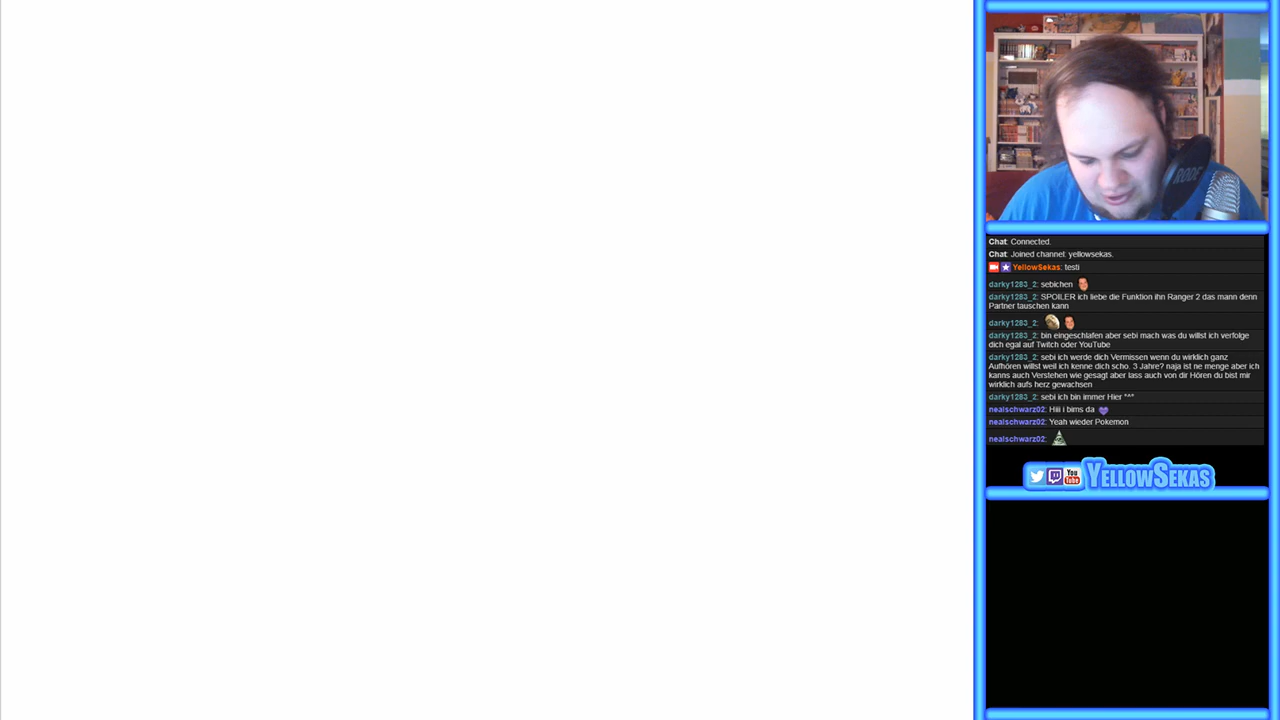 RODE
Chat: Connected.
Chat: Joined channel: yellowsekas.
YellowSekas: testi
darky1283_2: sebichen
darky1283_2: SPOILER ich liebe die Funktion ihn Ranger 2 das mann denn
Partner tauschen kann
darky1283_2:
darky1283_2: bin eingeschlafen aber sebi mach was du willst ich verfolge
dich egal auf Twitch oder YouTube
darky1283_2: sebi ich werde dich Vermissen wenn du wirklich ganz
Aufhören willst weil ich kenne dich scho. 3 Jahre? naja ist ne menge aber ich
kanns auch Verstehen wie gesagt aber lass auch von dir Hören du bist mir
wirklich aufs herz gewachsen
darky1283_2: sebi ich bin immer Hier *^*
nealschwarz02: Hiii i bims da
nealschwarz02: Yeah wieder Pokemon
nealschwarz02:
You
Tube
YellowSekas